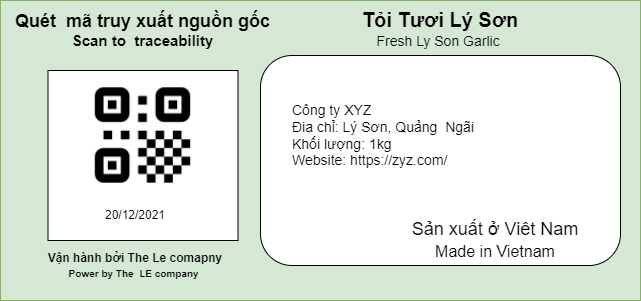 Quét mã truy xuất nguồn gốc
Scan to traceability
20/12/2021
Vận hành bởi The Le comapny
Power by The LE company
Tỏi Tươi Lý Sơn
Fresh Ly Son Garlic
Công ty XYZ
Đia chỉ: Lý Sơn, Quảng Ngãi
Khối lượng: 1kg
Website: https://zyz.com/
Sản xuất ở Việt Nam
Made in Vietnam